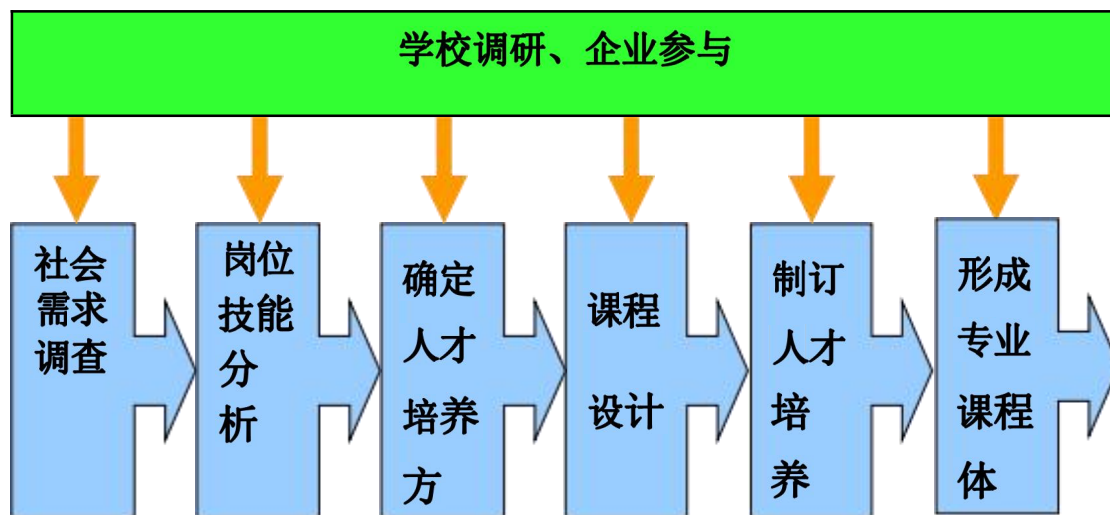 学校调研、企业参与
社会
需求
调查
岗位
技能
分
析
确定
人才
培养
方
课程
设计
制订
人才
培
养
形成
专业
课程
体